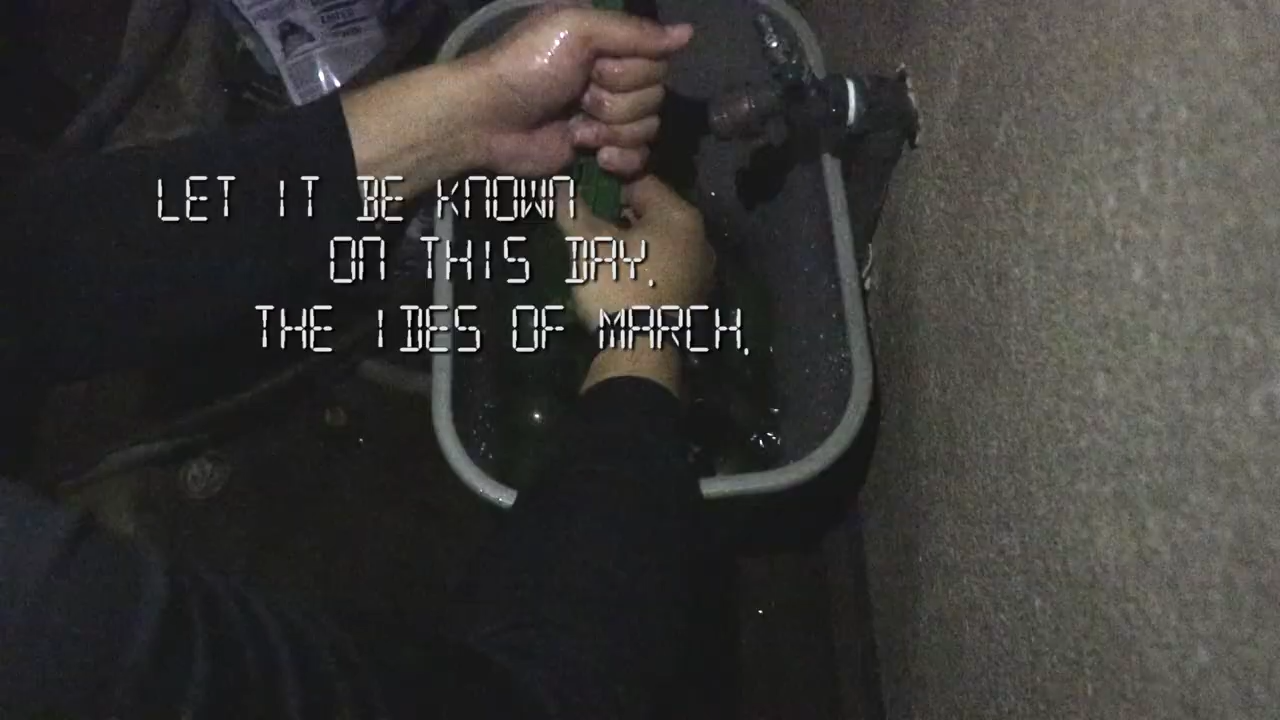 LET IT BE KNOWN
ON THIS DAY.
THE IDES OF MARCH.